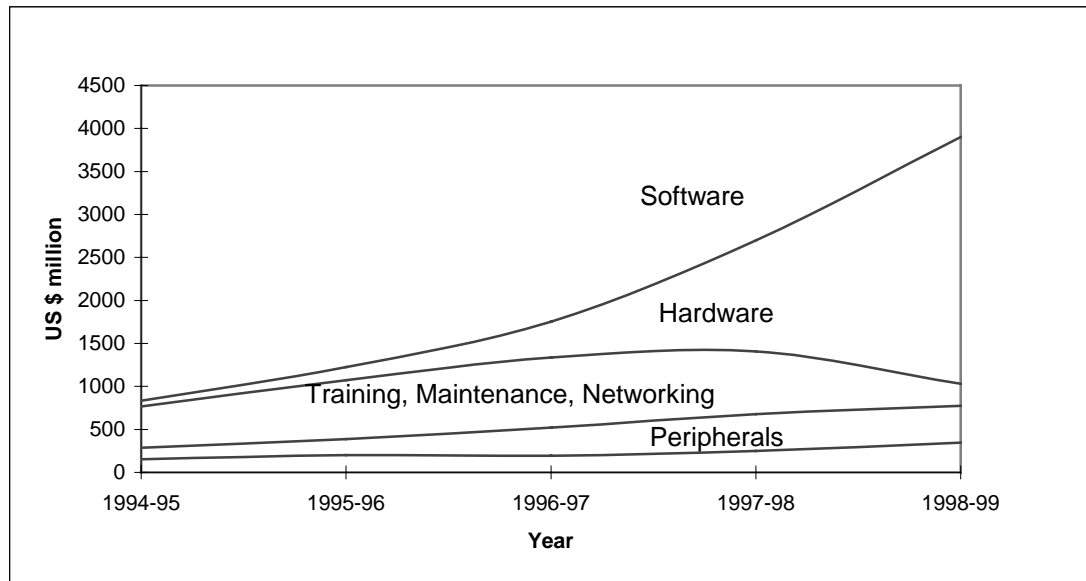 4500
4000
3500
3000
2500
2000
1500
1000
500
0
US $ million
Software
Hardware
Training, Maintenance, Networking
Peripherals
1994-95 1995-96 1996-97 1997-98 1998-99
Year